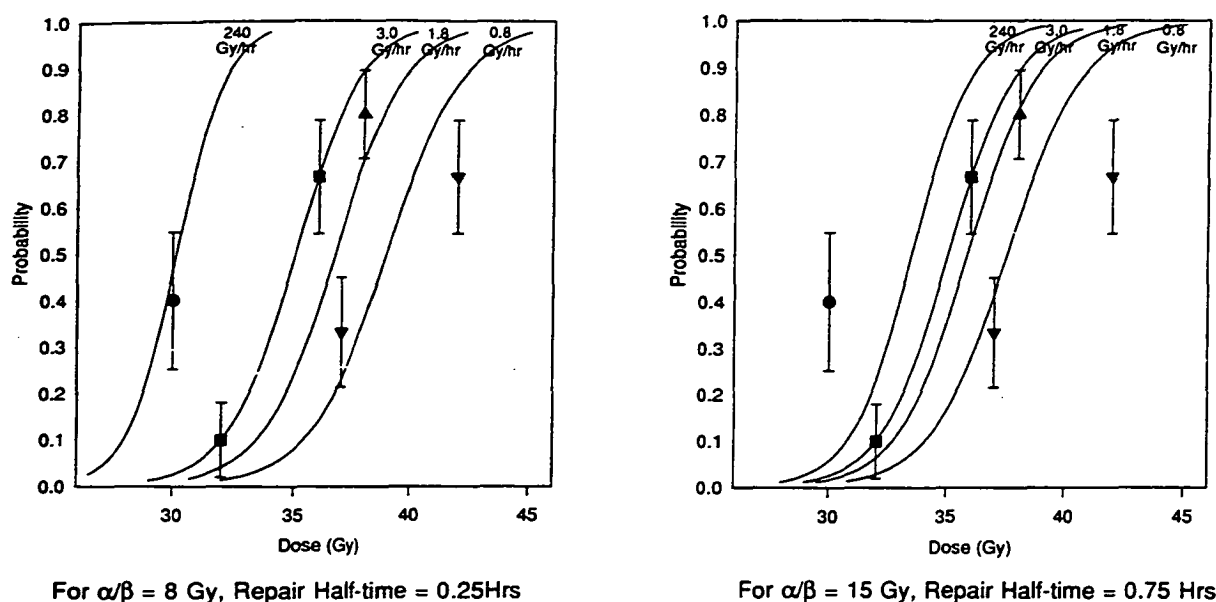 1.0
0.9
0.8
0.7
0.6
0.5
0.4
0.3
0.2
0.1
0.0
Probability
240
Gy/hr
3.0
Gy/hr
1.8
Gy/hr
0.8
Gy/hr
30
35
40
45
Dose (Gy)
For α/β = 8 Gy, Repair Half-time = 0.25Hrs
1.0
0.9
0.8
0.7
0.6
0.5
0.4
0.3
0.2
0.1
0.0
Probability
240
Gy/hr
3.0
Gy/hr
1.8
Gy/hr
0.8
Gy/hr
30
35
40
45
Dose (Gy)
For α/β = 15 Gy, Repair Half-time = 0.75 Hrs